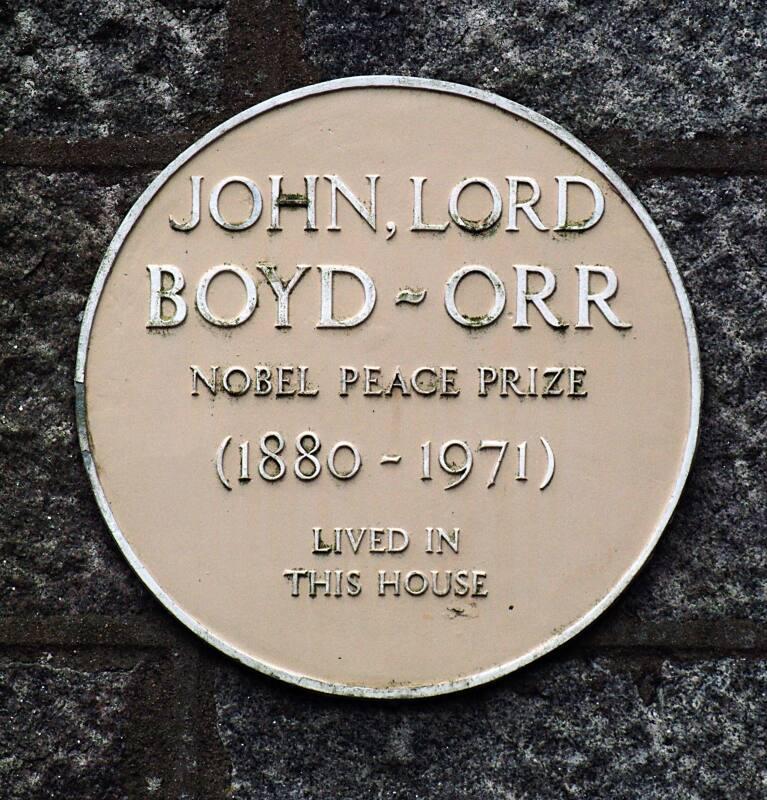 JOHN, LORD
BOYD ~ ORR
NOBEL PEACE PRIZE
(1880 - 1971)
LIVED IN
THIS HOUSE